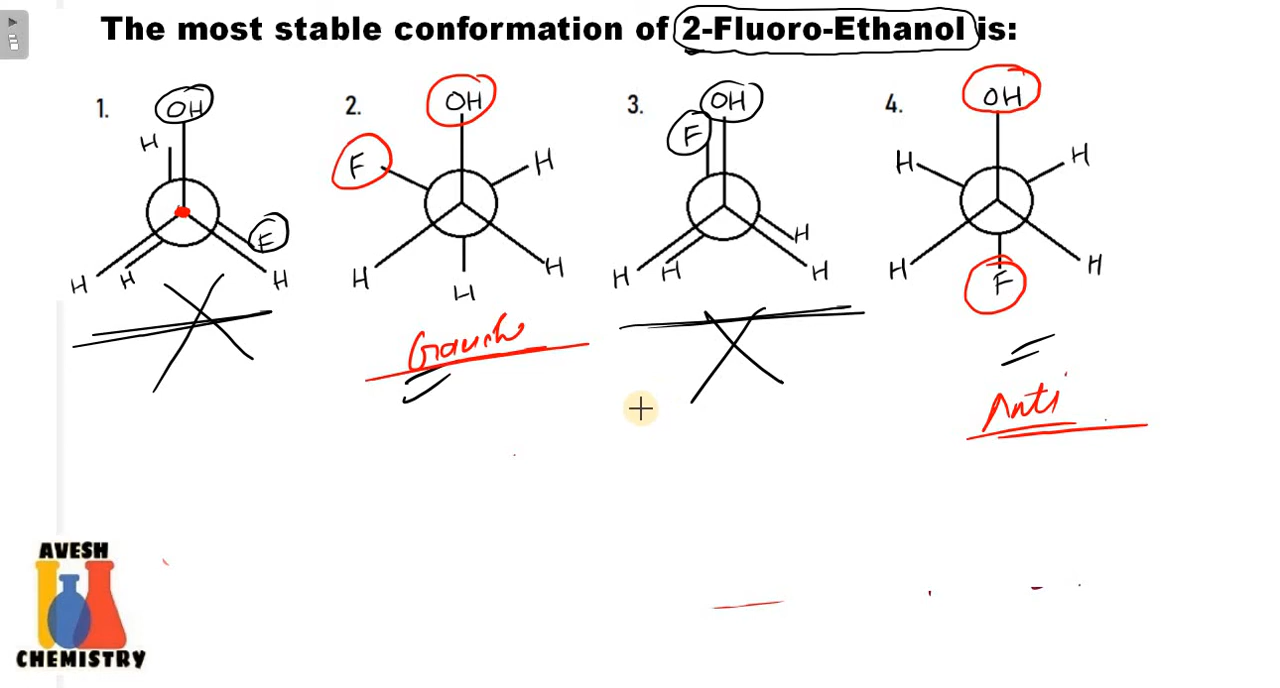 The most stable conformation of 2-Fluoro-Ethanol is:
1.
OH
H
F
H
H
H
2.
OH
F
H
H
H
H
3.
OH
F
H
H
H
H
4.
OH
H
H
H
H
F
Gauche
Anti
AVESH
CHEMISTRY